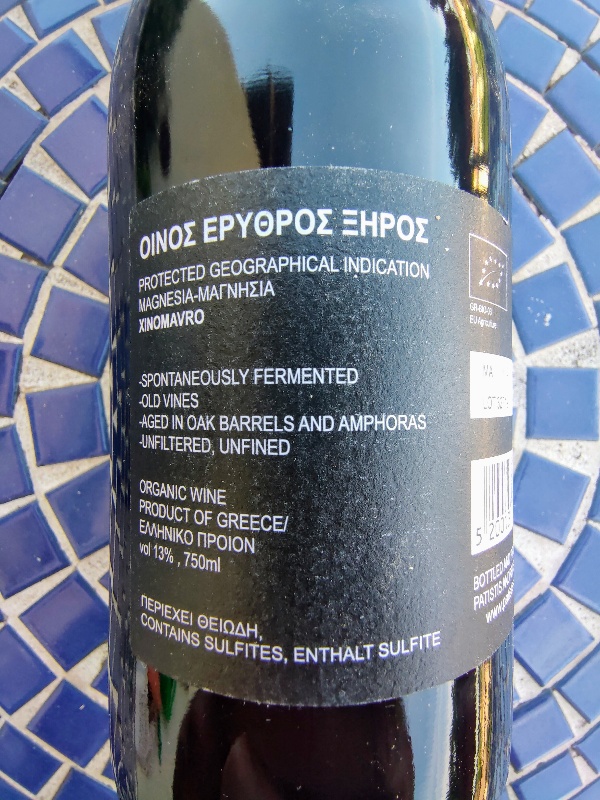 ΟΙΝΟΣ ΕΡΥΘΡΟΣ ΞΗΡΟΣ
PROTECTED GEOGRAPHICAL INDICATION
MAGNESIA-ΜΑΓΝΗΣΙΑ
XINOMAVRO
-SPONTANEOUSLY FERMENTED
-OLD VINES
-AGED IN OAK BARRELS AND AMPHORAS
-UNFILTERED, UNFINED
ORGANIC WINE
PRODUCT OF GREECE/
ΕΛΛΗΝΙΚΟ ΠΡΟΙΟΝ
vol 13% , 750ml
ΠΕΡΙΕΧΕΙ ΘΕΙΩΔΗ,
CONTAINS SULFITES, ENTHALT SULFITE
EU Agriculture
BOTTLED
PATISTIS